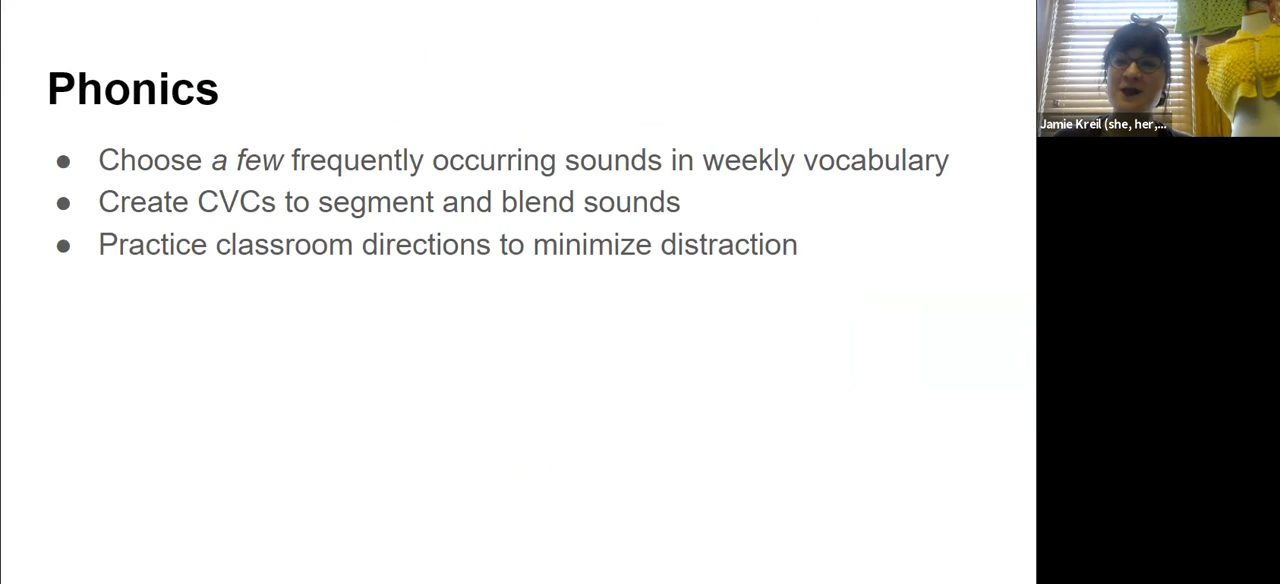 Phonics
● Choose a few frequently occurring sounds in weekly vocabulary
● Create CVCs to segment and blend sounds
● Practice classroom directions to minimize distraction
Jamie Kreil (she, her,...